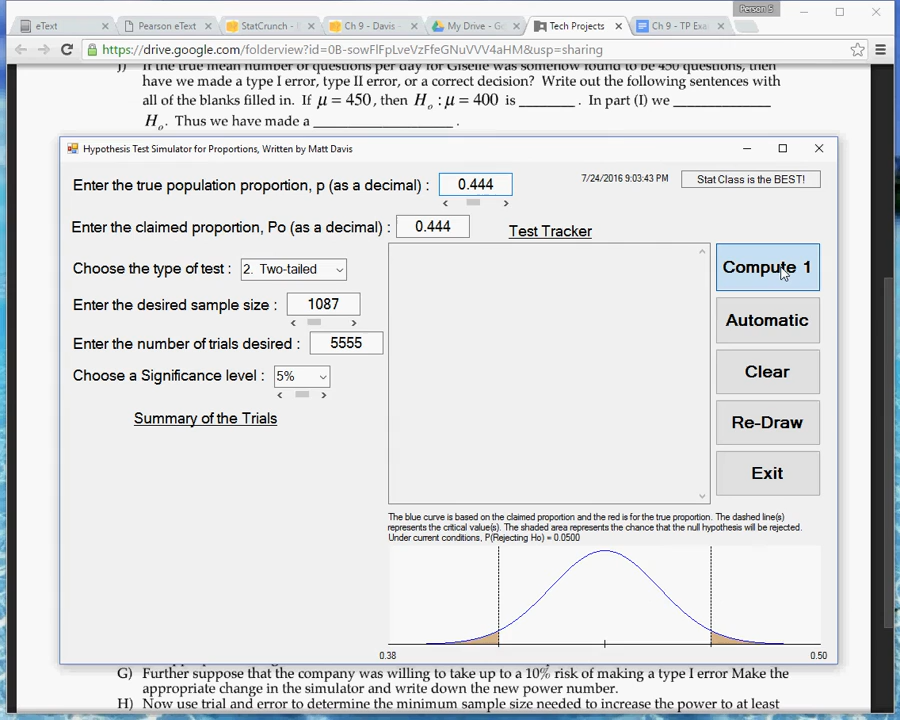 Person 5
eText
Pearson eText
StatCrunch -
Ch 9 - Davis -
My Drive - Go
Tech Projects
Ch 9 - TP Exa
https://drive.google.com/folderview?id=0B-sowFlFpLveVzFfeGNuVVV4aHM&usp=sharing
J) If the true mean number of questions per day for Giselle was somehow found to be 450 questions, then
have we made a type I error, type II error, or a correct decision? Write out the following sentences with
all of the blanks filled in. If μ = 450, then Ho : μ = 400 is _______ . In part (I) we ____________
Ho. Thus we have made a _________________ .
Hypothesis Test Simulator for Proportions, Written by Matt Davis
Enter the true population proportion, p (as a decimal) : 0.444
7/24/2016 9:03:43 PM
Stat Class is the BEST!
Enter the claimed proportion, Po (as a decimal) : 0.444
Test Tracker
Choose the type of test : 2. Two-tailed
Compute 1
Enter the desired sample size : 1087
Automatic
Enter the number of trials desired : 5555
Choose a Significance level : 5%
Clear
Summary of the Trials
Re-Draw
Exit
The blue curve is based on the claimed proportion and the red is for the true proportion. The dashed line(s)
represents the critical value(s). The shaded area represents the chance that the null hypothesis will be rejected.
Under current conditions, P(Rejecting Ho) = 0.0500
0.38
0.50
G) Further suppose that the company was willing to take up to a 10% risk of making a type I error Make the
appropriate change in the simulator and write down the new power number.
H) Now use trial and error to determine the minimum sample size needed to increase the power to at least